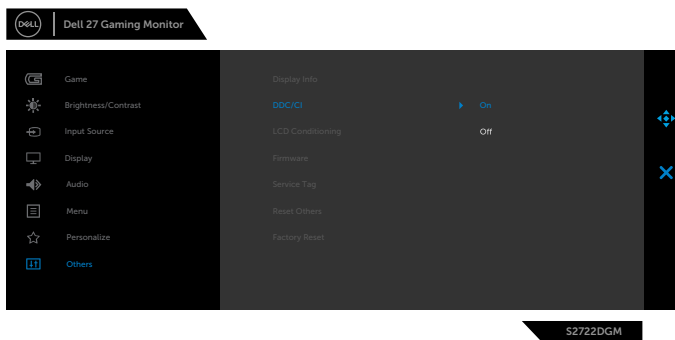 DELL
Dell 27 Gaming Monitor
Game
Display Info
Brightness/Contrast
DDC/CI
On
Input Source
LCD Conditioning
Off
Display
Firmware
Audio
Service Tag
Menu
Reset Others
Personalize
Factory Reset
Others
S2722DGM